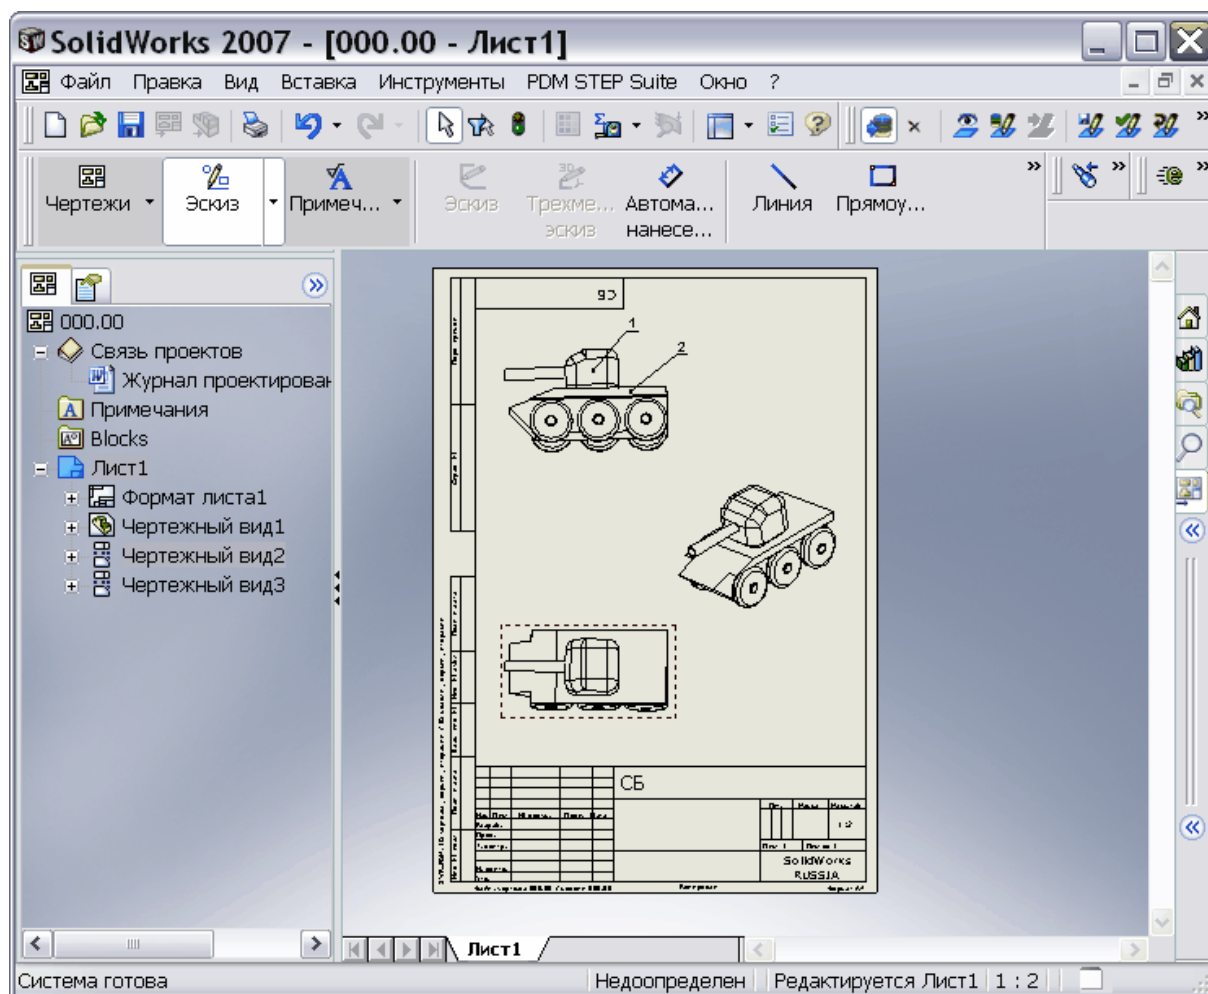 SolidWorks 2007 - [000.00 - Лист1]
Файл Правка Вид Вставка Инструменты PDM STEP Suite Окно ?
Чертежи Эскиз Примеч... Эскиз Трехме... эскиз Автома... нанесе... Линия Прямоу...
000.00
Связь проектов
Журнал проектирован
Примечания
Blocks
Лист1
Формат листа1
Чертежный вид1
Чертежный вид2
Чертежный вид3
СБ
1
2
СБ
SolidWorks
RUSSIA
Лист1
Система готова Недоопределен Редактируется Лист1 1 : 2